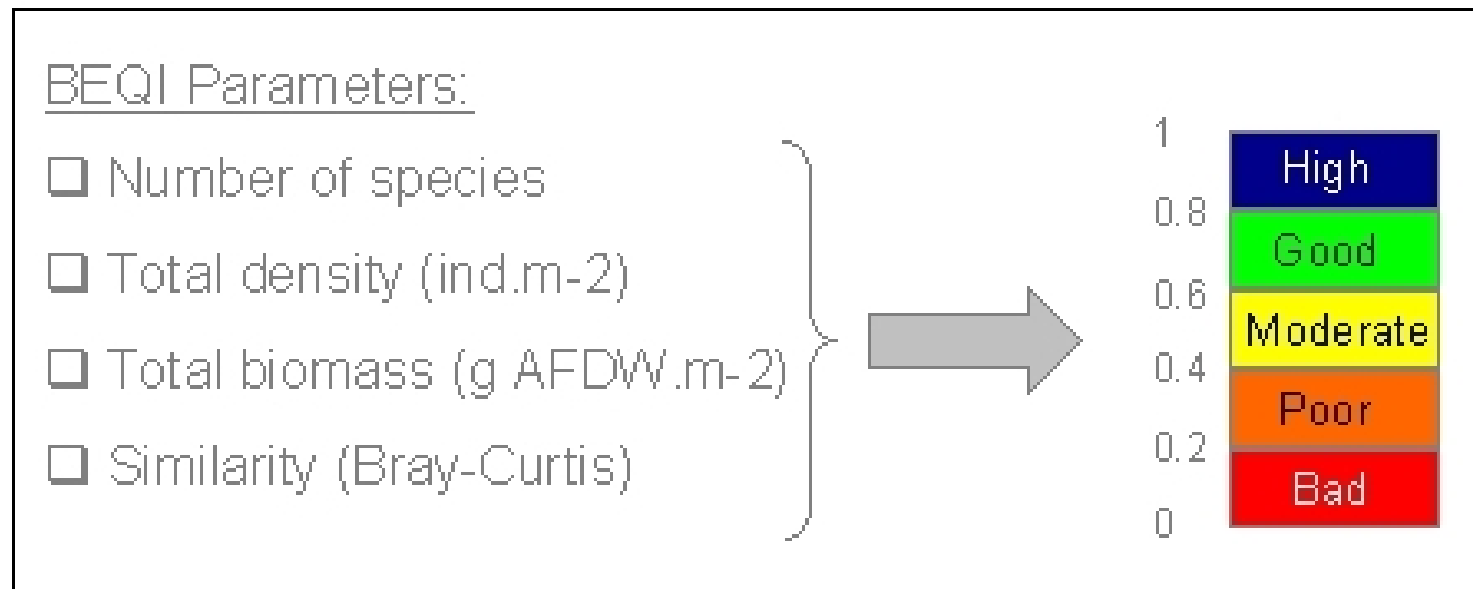 BEQI Parameters:
Number of species
Total density (ind.m-2)
Total biomass (g AFDW.m-2)
Similarity (Bray-Curtis)
1
High
0.8
Good
0.6
Moderate
0.4
Poor
0.2
Bad
0